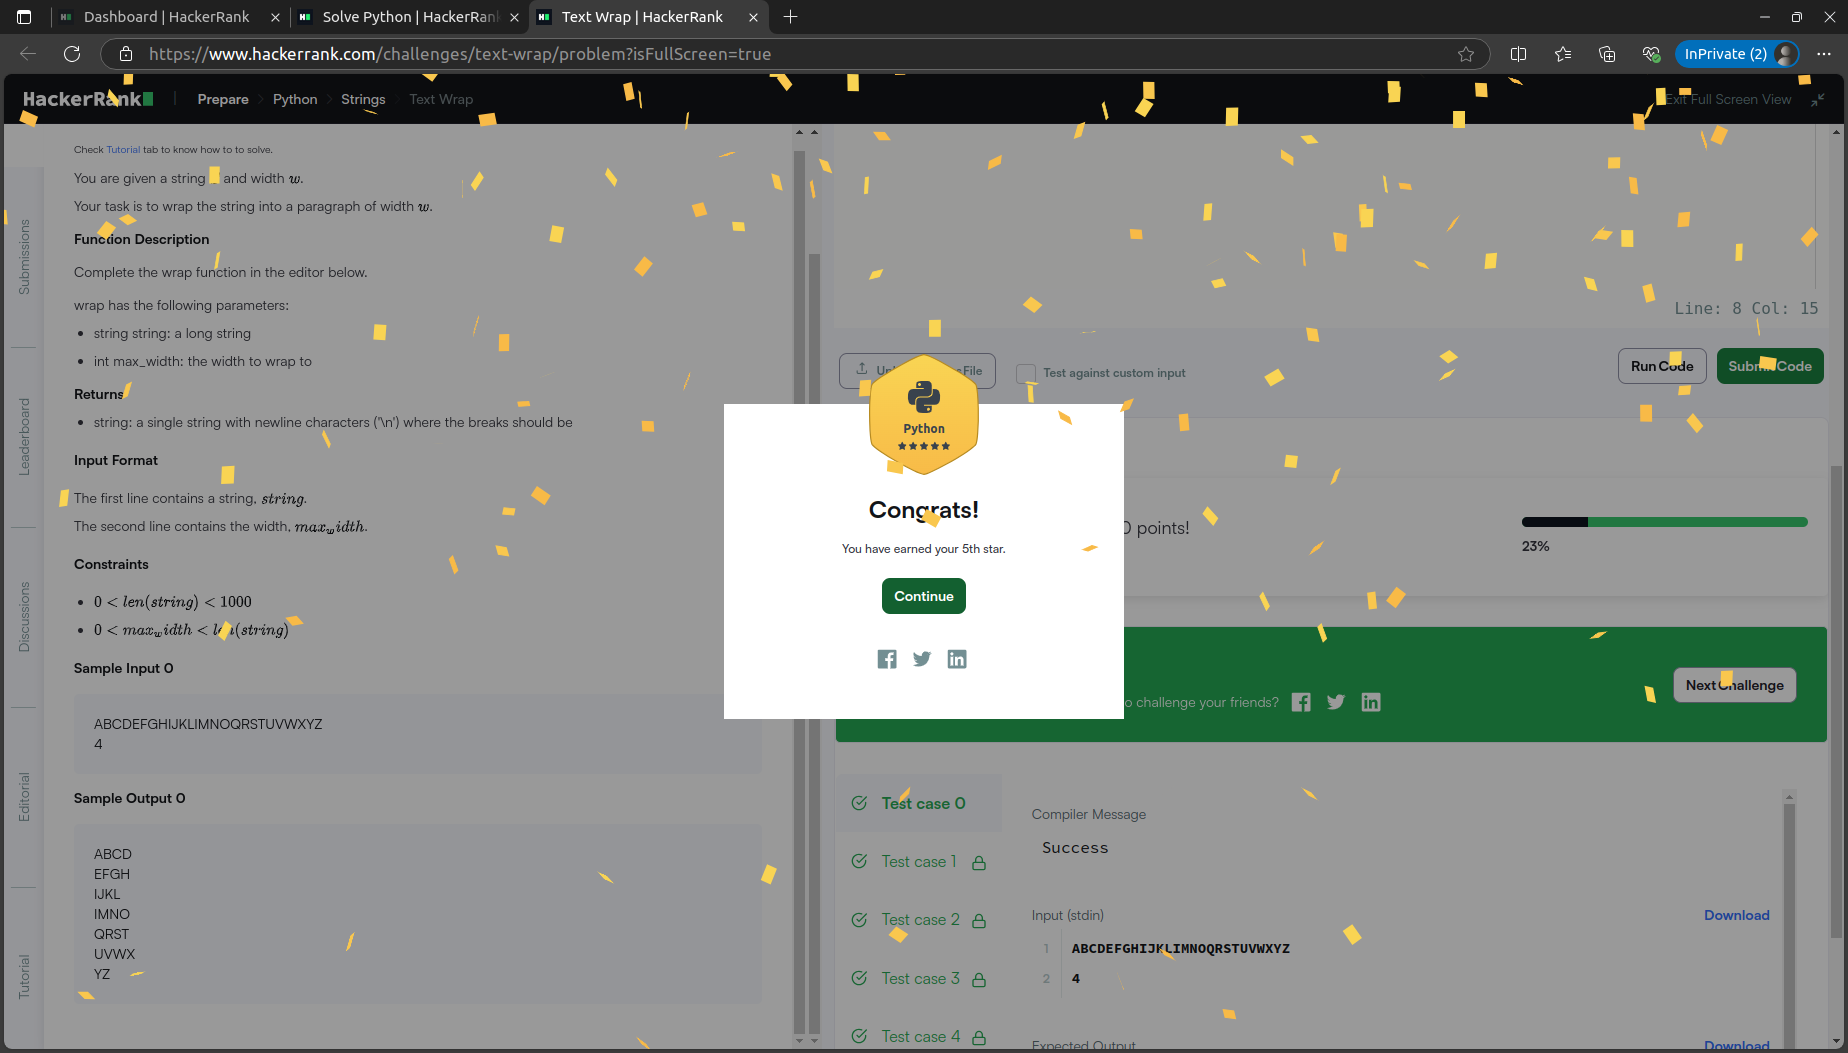 Dashboard | HackerRank
Solve Python | HackerRank
Text Wrap | HackerRank
https://www.hackerrank.com/challenges/text-wrap/problem?isFullScreen=true
InPrivate (2)
HackerRank
Prepare
Python
Strings
Text Wrap
Exit Full Screen View
Check Tutorial tab to know how to to solve.
You are given a string and width w.
Your task is to wrap the string into a paragraph of width w.
Function Description
Complete the wrap function in the editor below.
wrap has the following parameters:
• string string: a long string
• int max_width: the width to wrap to
Returns
• string: a single string with newline characters ('\n') where the breaks should be
Input Format
The first line contains a string, string.
The second line contains the width, max_width.
Constraints
• 0 < len(string) < 1000
• 0 < max_width < len(string)
Sample Input 0
ABCDEFGHIJKLIMNOQRSTUVWXYZ
4
Sample Output 0
ABCD
EFGH
IJKL
IMNO
QRST
UVWX
YZ
Submissions
Leaderboard
Discussions
Editorial
Tutorial
Line: 8 Col: 15
File
Test against custom input
Run Code
Submit Code
Python
★★★★★
Congrats!
You have earned your 5th star.
Continue
0 points!
23%
challenge your friends?
Next Challenge
Test case 0
Test case 1
Test case 2
Test case 3
Test case 4
Compiler Message
Success
Input (stdin)
Download
1 ABCDEFGHIJKLIMNOQRSTUVWXYZ
2 4
Expected Output
Download